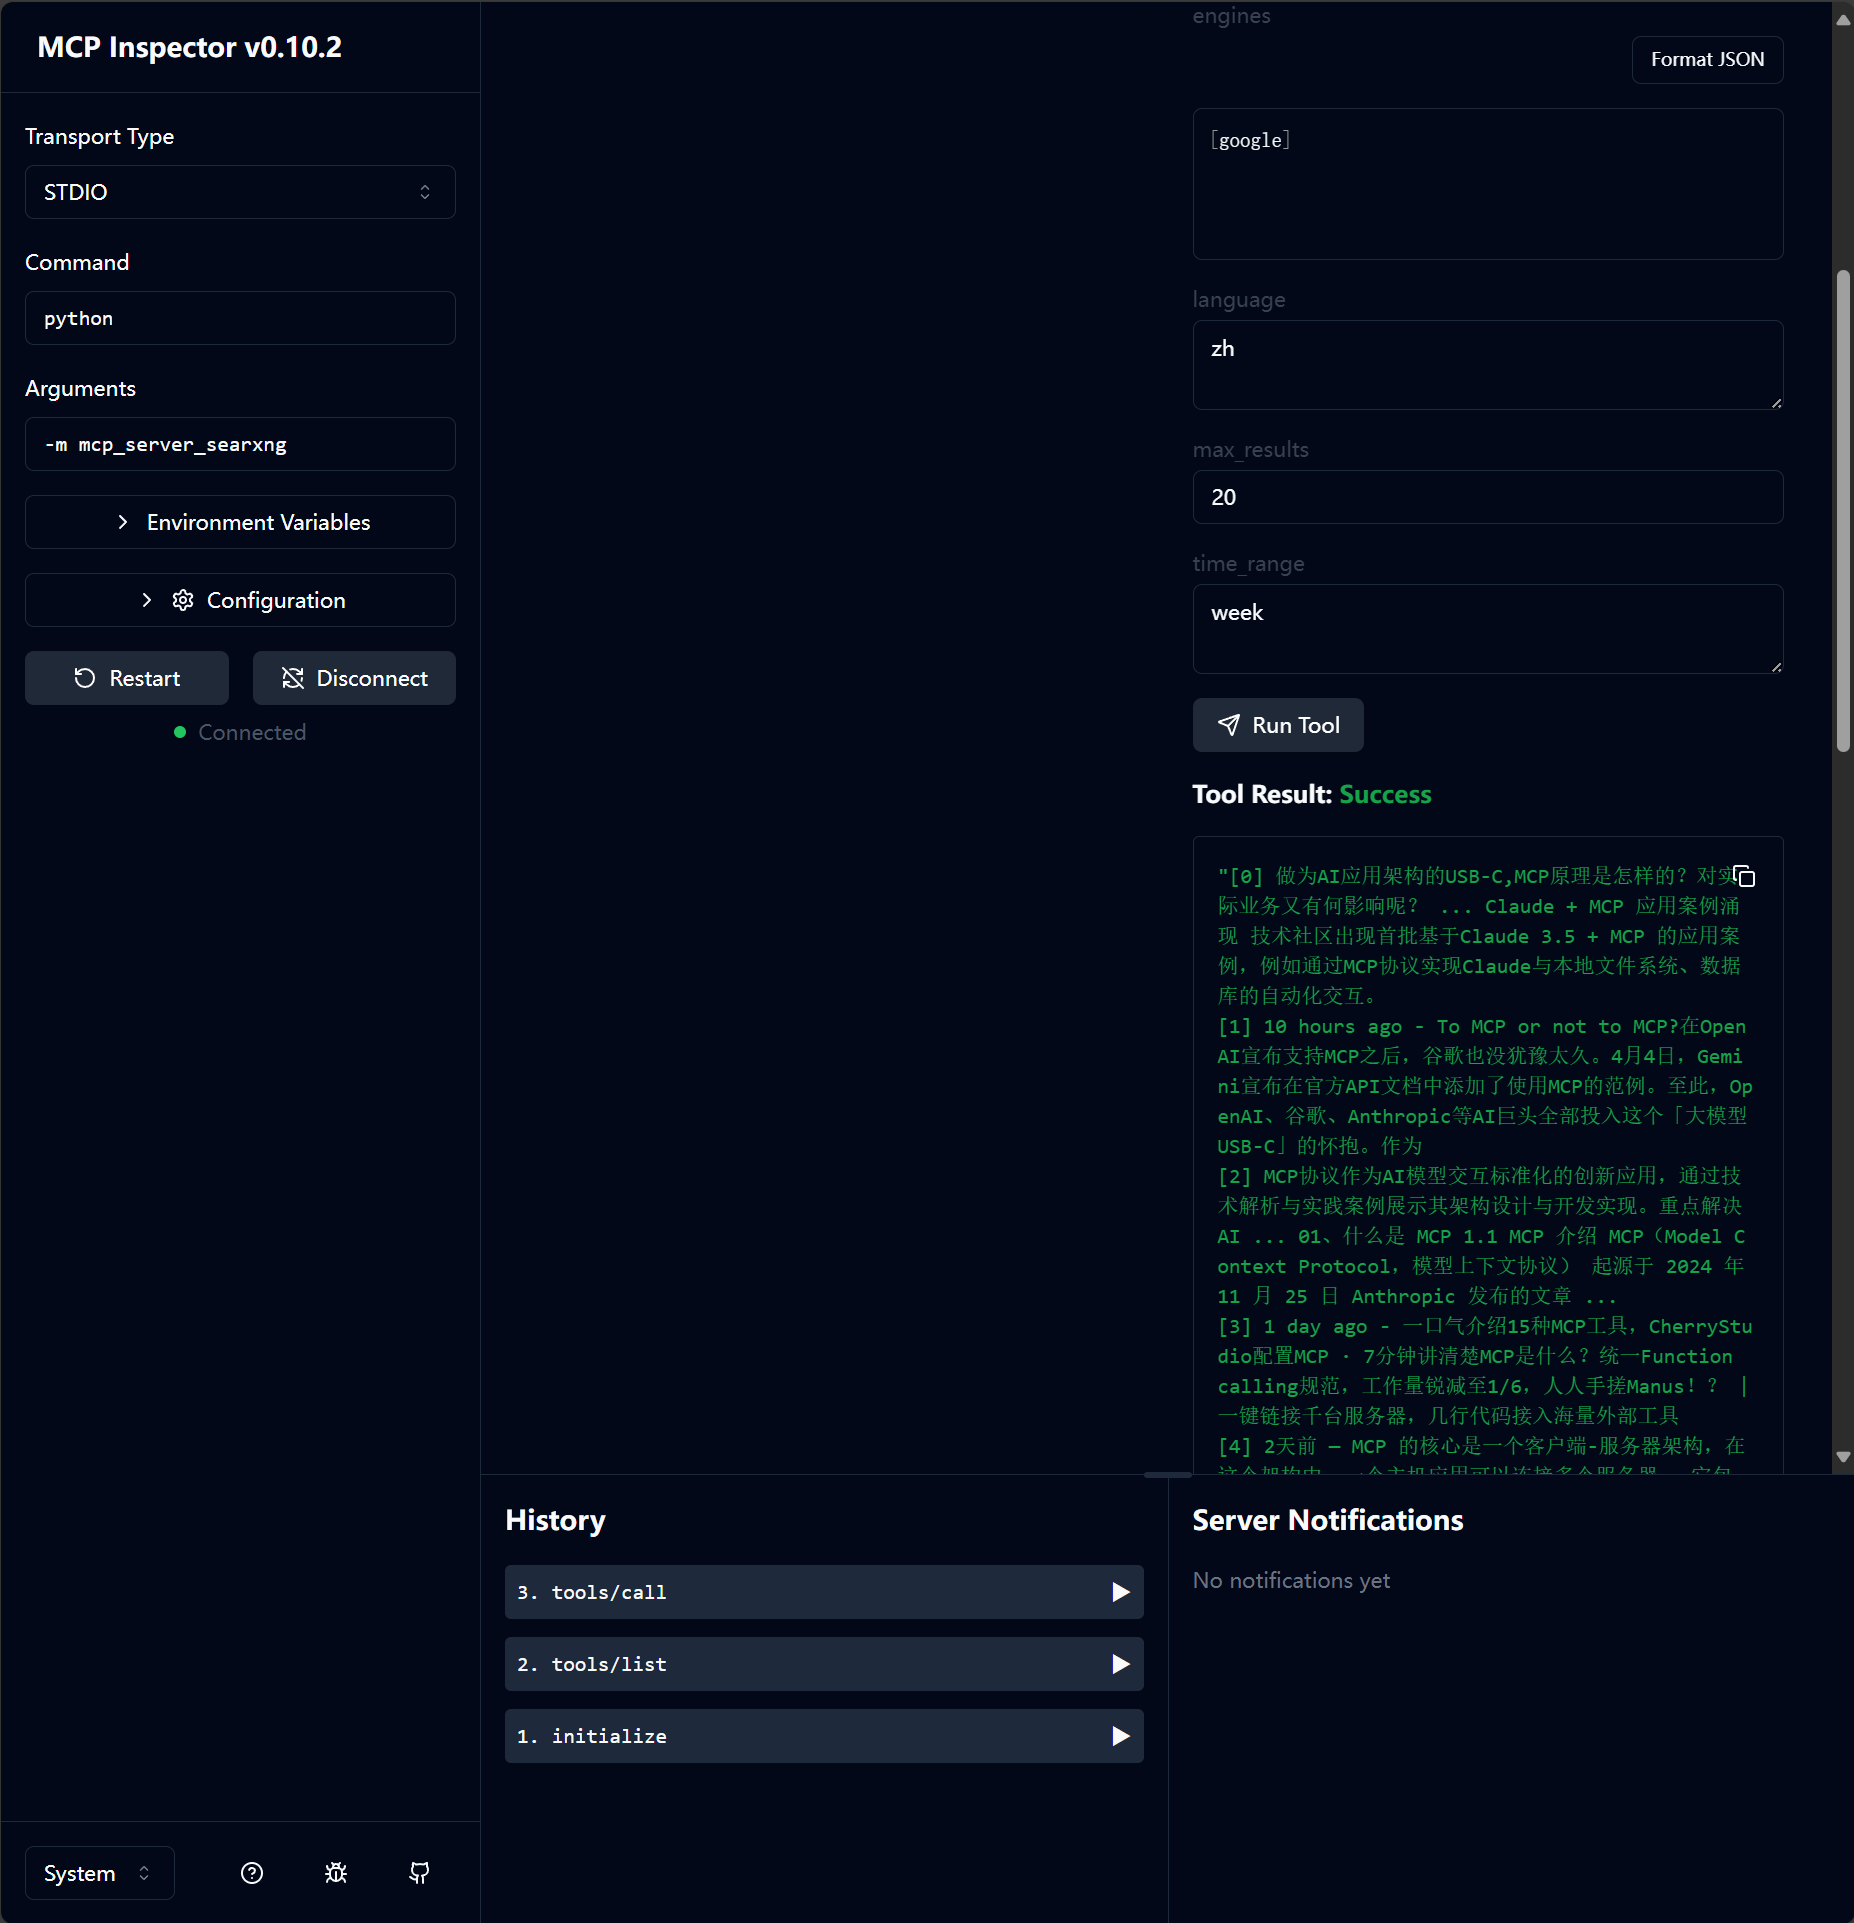 MCP Inspector v0.10.2
Transport Type
STDIO
Command
python
Arguments
-m mcp_server_searxng
Environment Variables
Configuration
Restart
Disconnect
Connected
System
engines
Format JSON
[google]
language
zh
max_results
20
time_range
week
Run Tool
Tool Result: Success
"[0] 做为AI应用架构的USB-C,MCP原理是怎样的？对实
际业务又有何影响呢？ ... Claude + MCP 应用案例涌
现 技术社区出现首批基于Claude 3.5 + MCP 的应用案
例，例如通过MCP协议实现Claude与本地文件系统、数据
库的自动化交互。
[1] 10 hours ago - To MCP or not to MCP?在Open
AI宣布支持MCP之后，谷歌也没犹豫太久。4月4日，Gemi
ni宣布在官方API文档中添加了使用MCP的范例。至此，Op
enAI、谷歌、Anthropic等AI巨头全部投入这个「大模型
USB-C」的怀抱。作为
[2] MCP协议作为AI模型交互标准化的创新应用，通过技
术解析与实践案例展示其架构设计与开发实现。重点解决
AI ... 01、什么是 MCP 1.1 MCP 介绍 MCP（Model C
ontext Protocol，模型上下文协议） 起源于 2024 年
11 月 25 日 Anthropic 发布的文章 ...
[3] 1 day ago - 一口气介绍15种MCP工具，CherryStu
dio配置MCP · 7分钟讲清楚MCP是什么？统一Function
calling规范，工作量锐减至1/6，人人手搓Manus！？ |
一键链接千台服务器，几行代码接入海量外部工具
[4] 2天前 — MCP 的核心是一个客户端-服务器架构，在
History
3. tools/call
2. tools/list
1. initialize
Server Notifications
No notifications yet